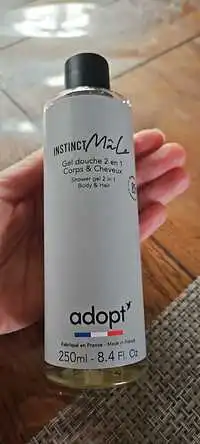 INSTINCT Mâle
Gel douche 2 en 1
Corps & Cheveux
Shower gel 2 in 1
Body & Hair
adopt'
Fabriqué en France - Made in France
250ml - 8.4 Fl. Oz